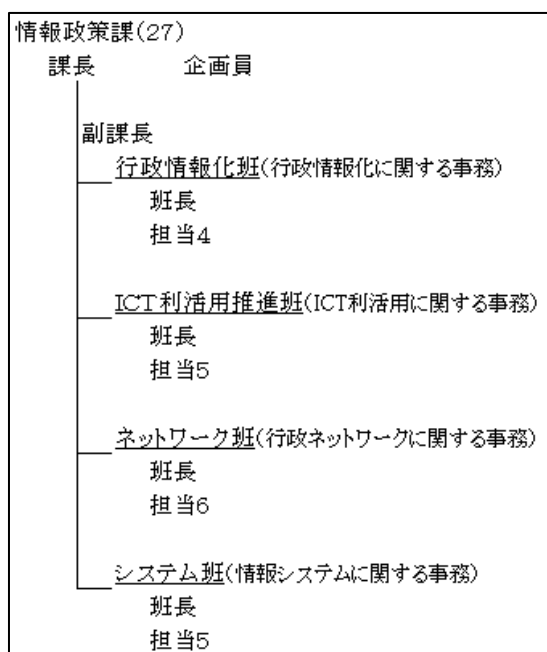 情報政策課(27)
課長 企画員
副課長
行政情報化班(行政情報化に関する事務)
班長
担当4
ICT利活用推進班(ICT利活用に関する事務)
班長
担当5
ネットワーク班(行政ネットワークに関する事務)
班長
担当6
システム班(情報システムに関する事務)
班長
担当5